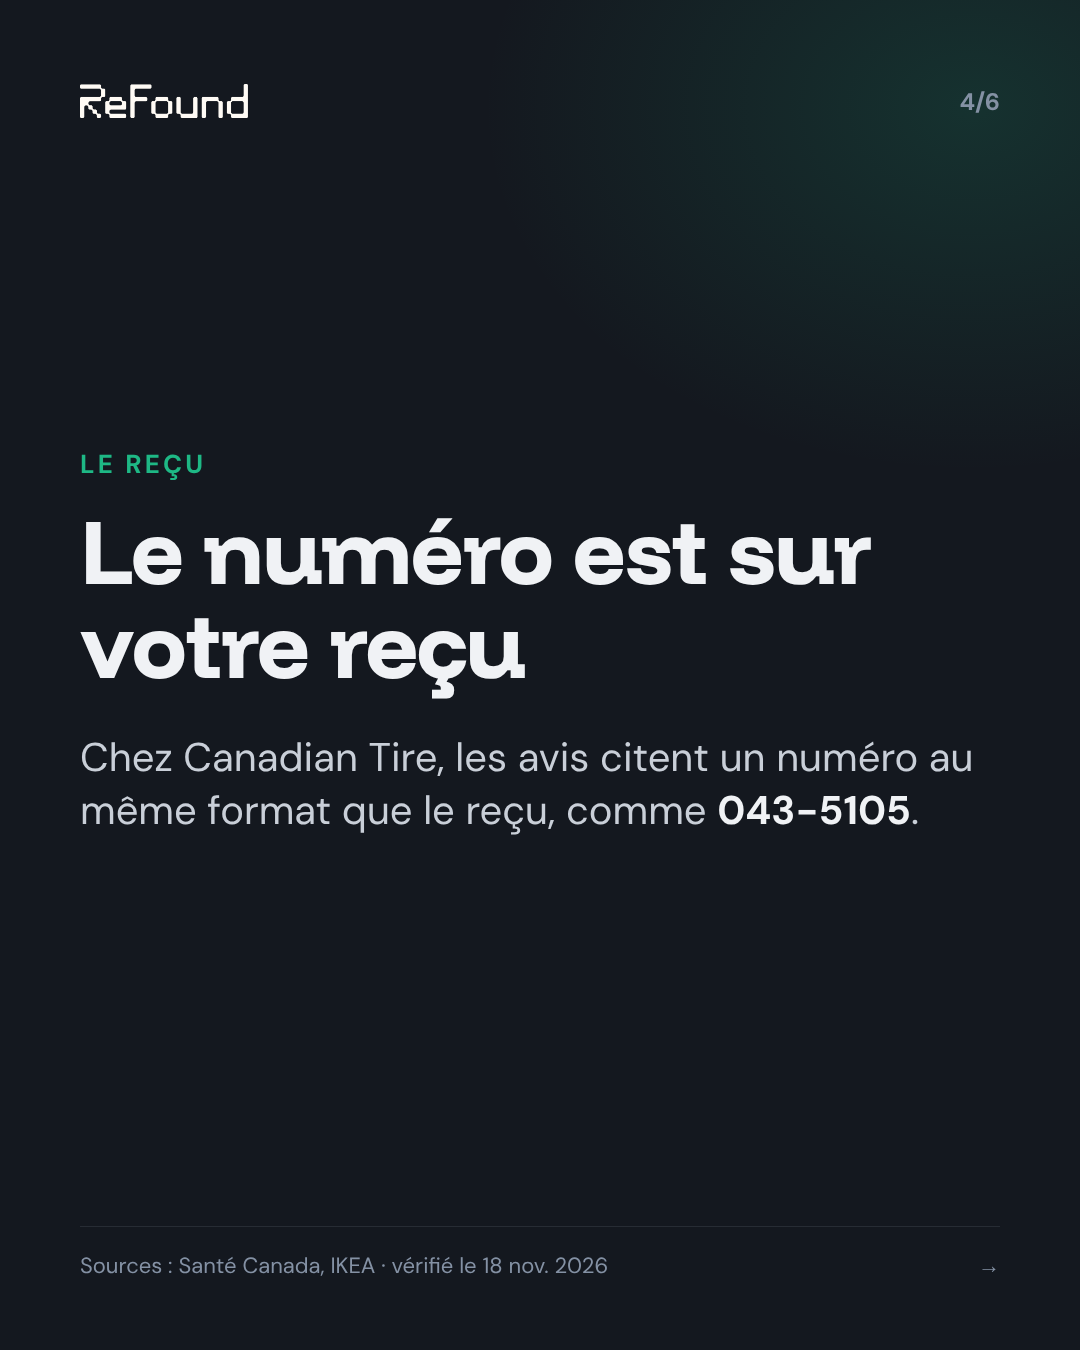 ReFound
4/6
LE REÇU
Le numéro est sur
votre reçu
Chez Canadian Tire, les avis citent un numéro au
même format que le reçu, comme 043-5105.
Sources : Santé Canada, IKEA · vérifié le 18 nov. 2026
→